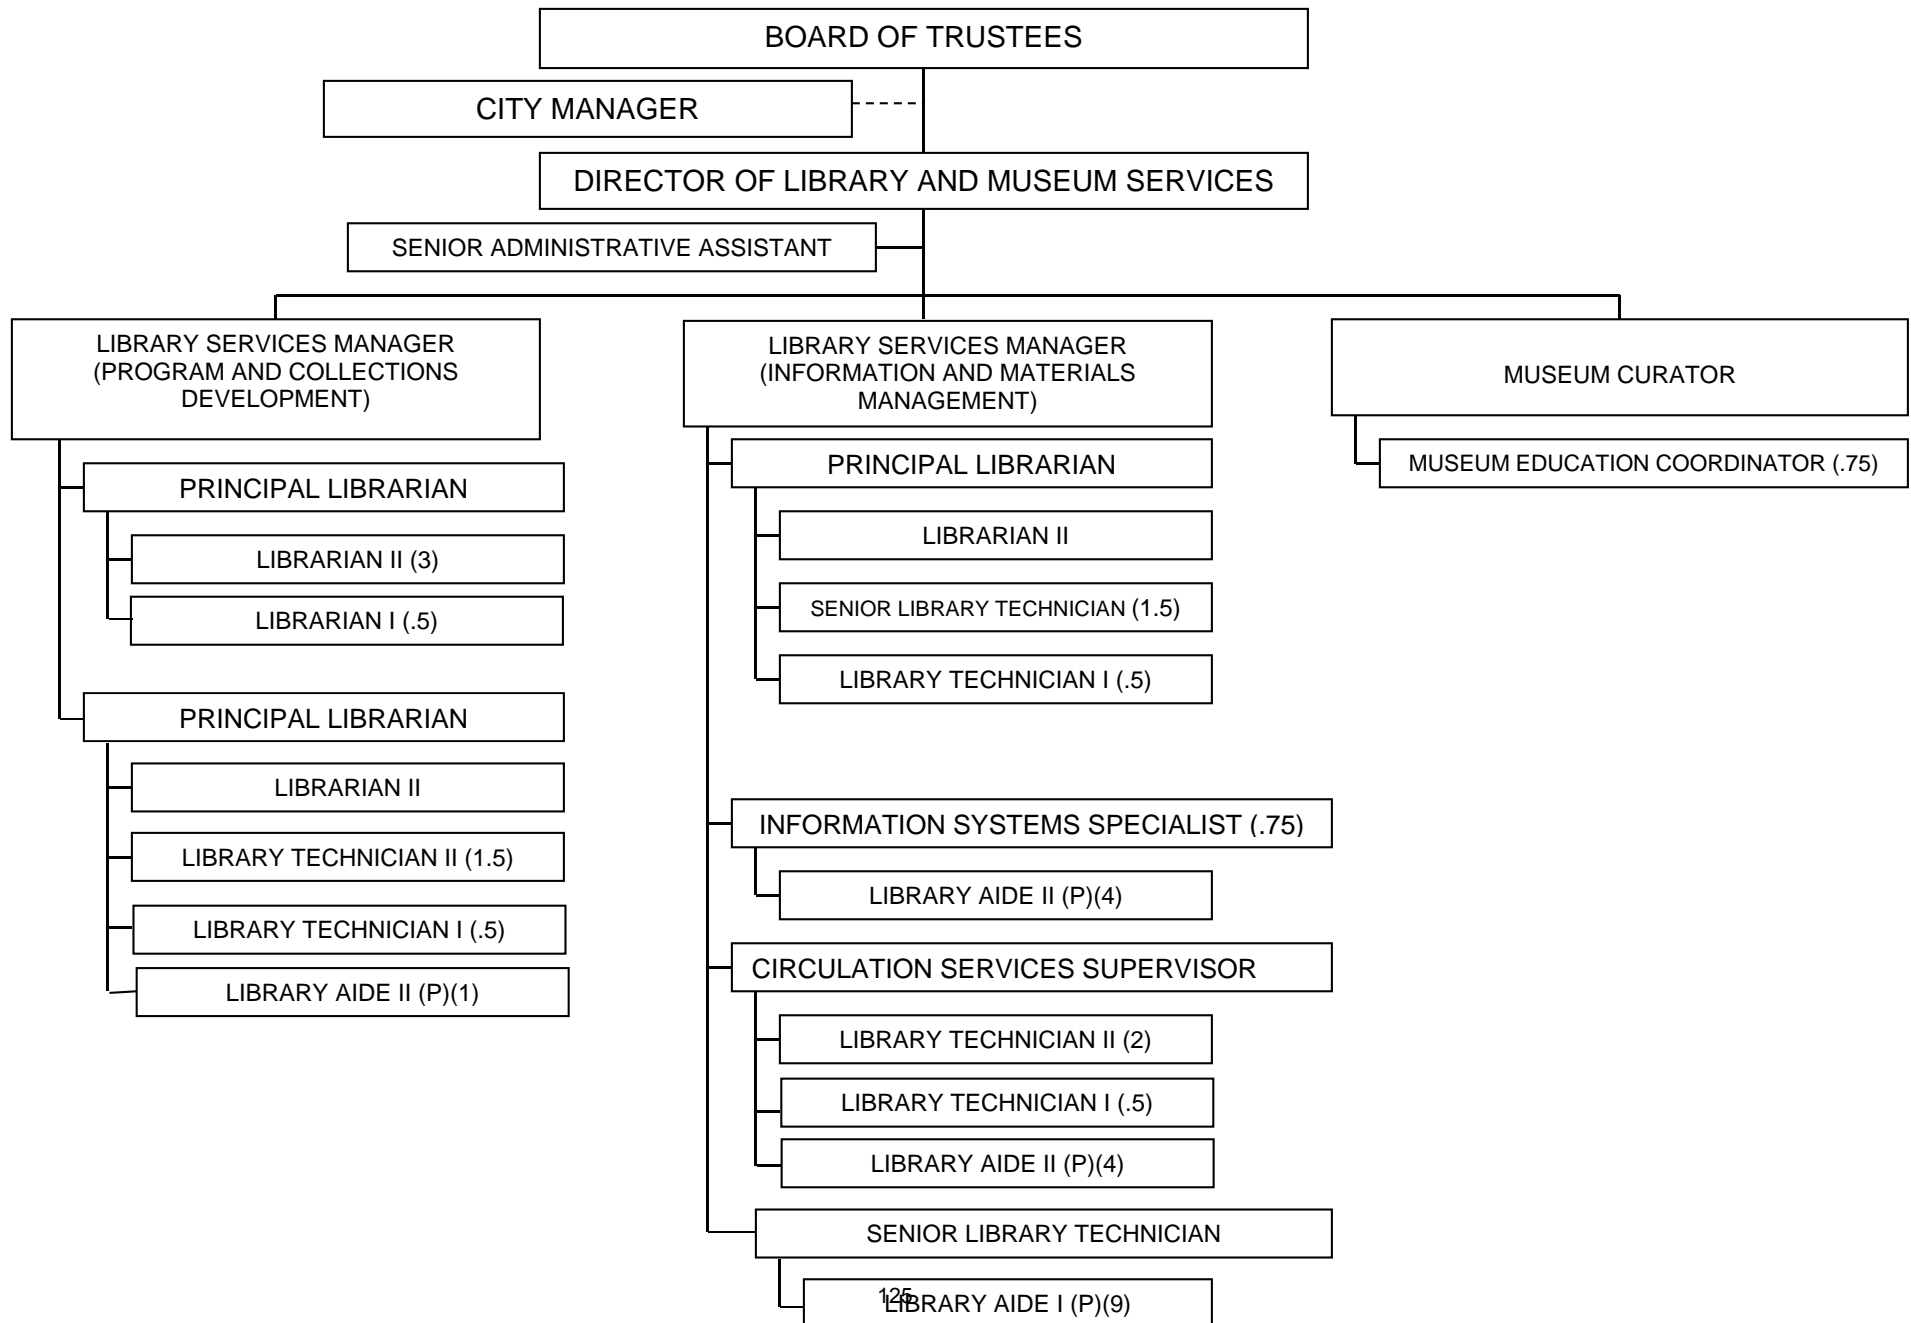 BOARD OF TRUSTEES
CITY MANAGER
DIRECTOR OF LIBRARY AND MUSEUM SERVICES
SENIOR ADMINISTRATIVE ASSISTANT
LIBRARY SERVICES MANAGER
(PROGRAM AND COLLECTIONS
DEVELOPMENT)
PRINCIPAL LIBRARIAN
LIBRARIAN II (3)
LIBRARIAN I (.5)
PRINCIPAL LIBRARIAN
LIBRARIAN II
LIBRARY TECHNICIAN II (1.5)
LIBRARY TECHNICIAN I (.5)
LIBRARY AIDE II (P)(1)
LIBRARY SERVICES MANAGER
(INFORMATION AND MATERIALS
MANAGEMENT)
PRINCIPAL LIBRARIAN
LIBRARIAN II
SENIOR LIBRARY TECHNICIAN (1.5)
LIBRARY TECHNICIAN I (.5)
INFORMATION SYSTEMS SPECIALIST (.75)
LIBRARY AIDE II (P)(4)
CIRCULATION SERVICES SUPERVISOR
LIBRARY TECHNICIAN II (2)
LIBRARY TECHNICIAN I (.5)
LIBRARY AIDE II (P)(4)
SENIOR LIBRARY TECHNICIAN
LIBRARY AIDE I (P)(9)
125
MUSEUM CURATOR
MUSEUM EDUCATION COORDINATOR (.75)